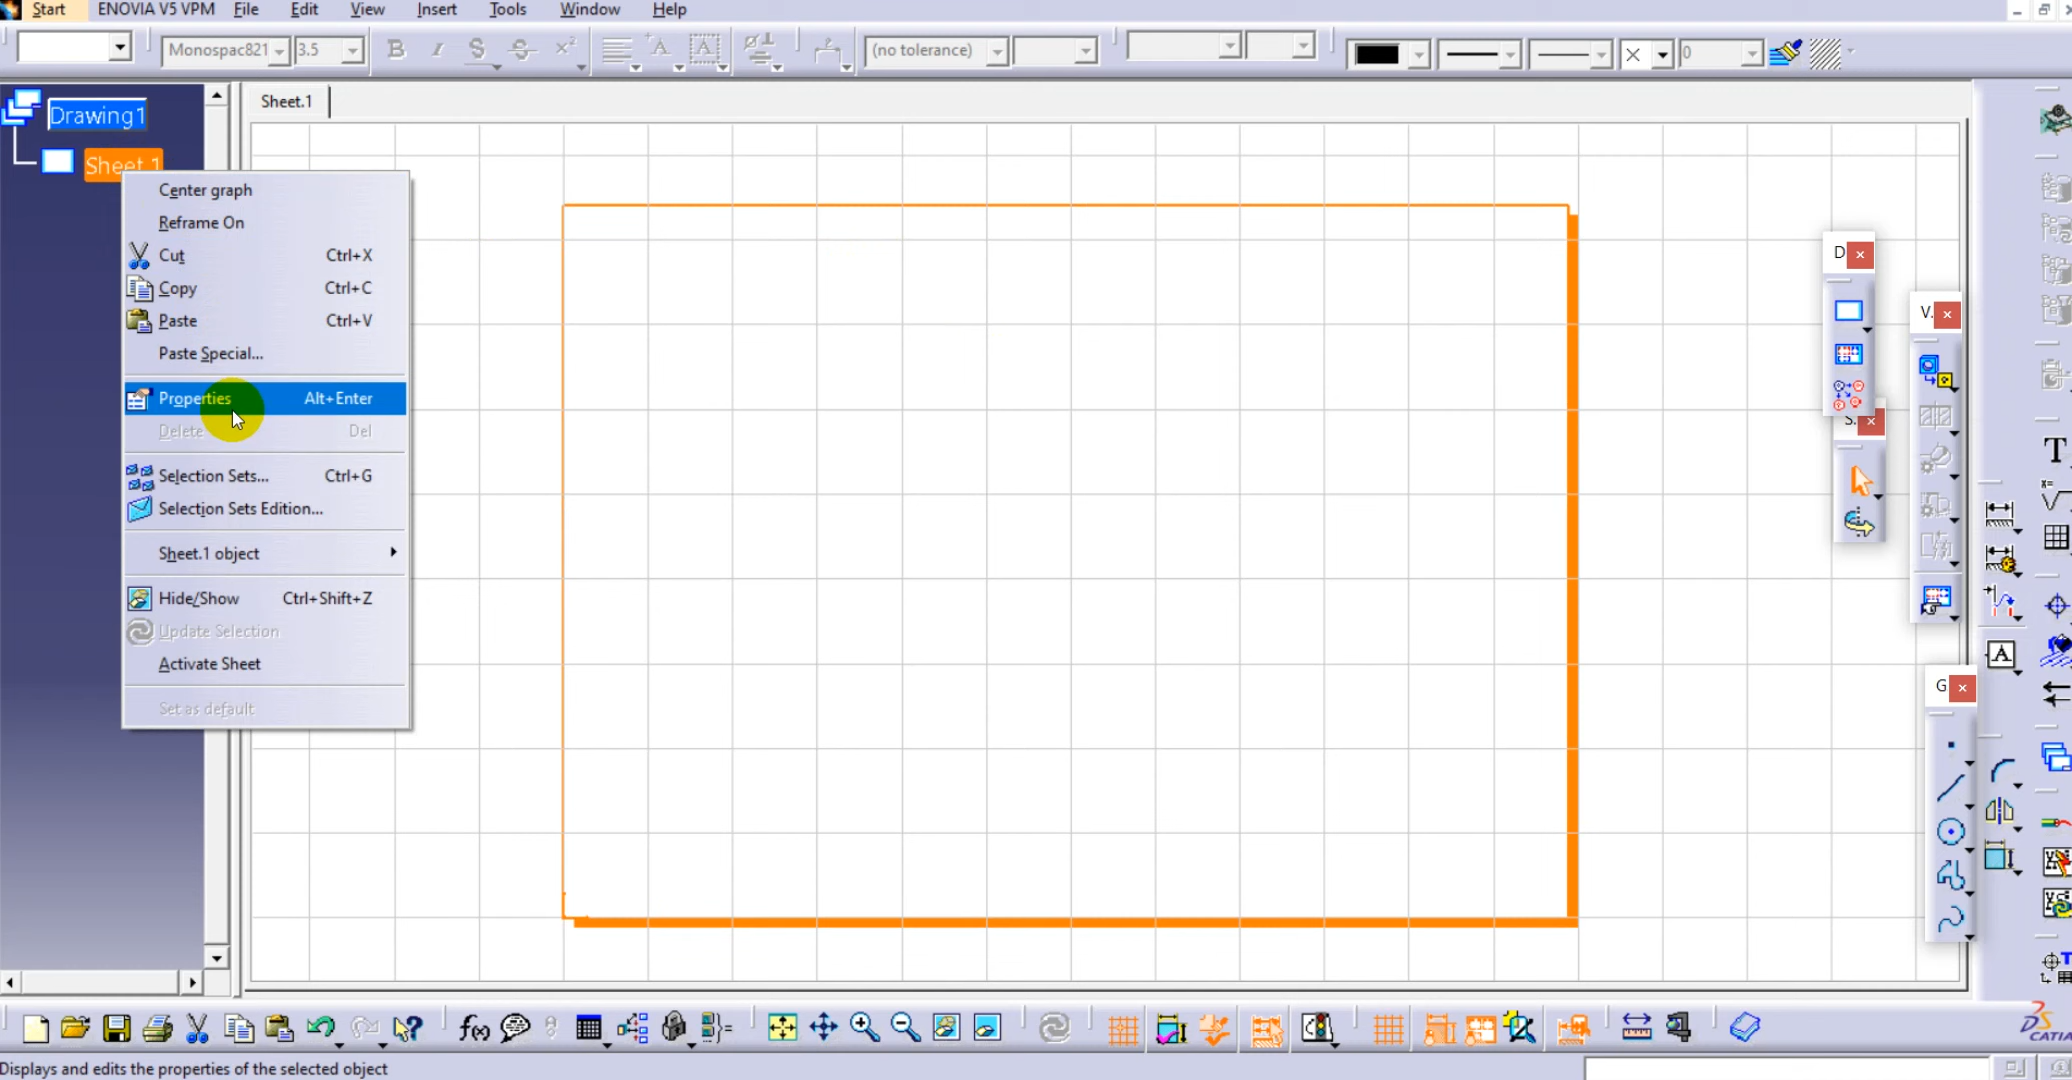 Start ENOVIA V5 VPM File Edit View Insert Tools Window Help
Monospac821 3.5 B I S S x² (no tolerance) 0
Drawing1
Sheet.1
Sheet.1
Center graph
Reframe On
Cut Ctrl+X
Copy Ctrl+C
Paste Ctrl+V
Paste Special...
Properties Alt+Enter
Delete Del
Selection Sets... Ctrl+G
Selection Sets Edition...
Sheet.1 object
Hide/Show Ctrl+Shift+Z
Update Selection
Activate Sheet
Set as default
D
V.
S.
G
T
A
f(x)
DS
CATIA
Displays and edits the properties of the selected object